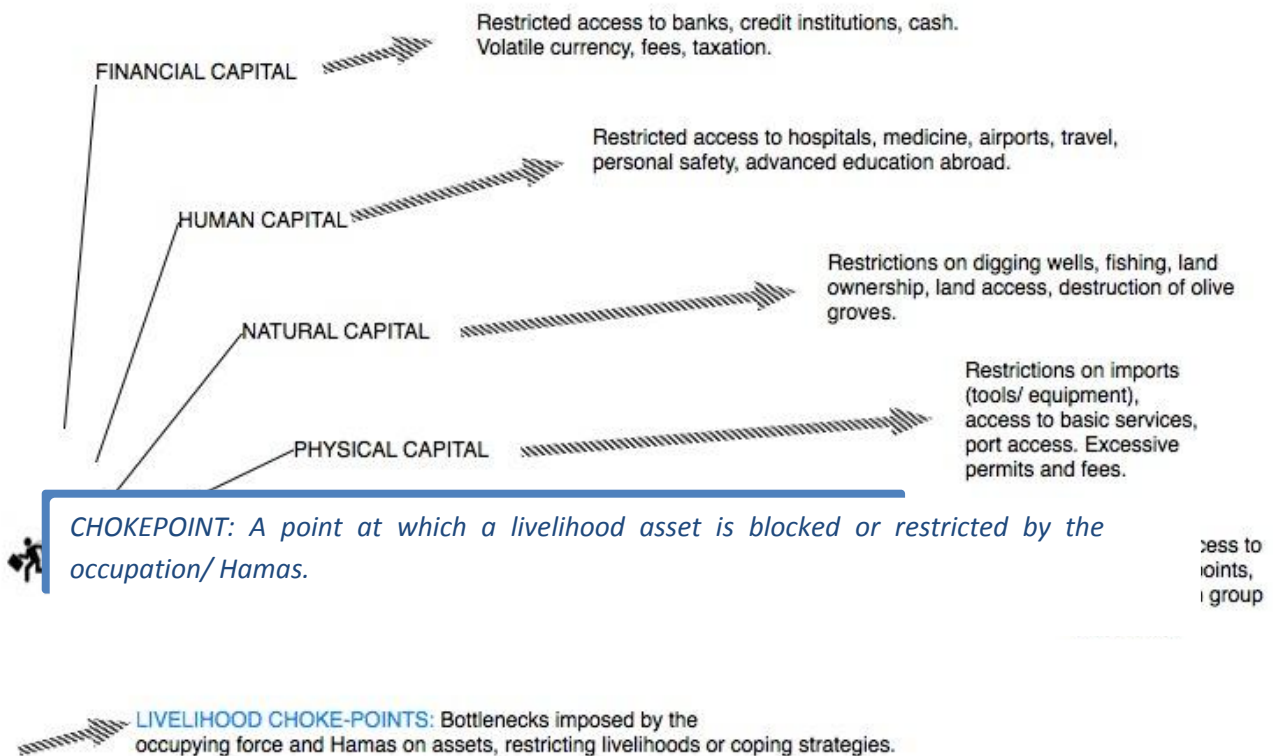 Restricted access to banks, credit institutions, cash.
Volatile currency, fees, taxation.
FINANCIAL CAPITAL
Restricted access to hospitals, medicine, airports, travel,
personal safety, advanced education abroad.
HUMAN CAPITAL
Restrictions on digging wells, fishing, land
ownership, land access, destruction of olive
groves.
NATURAL CAPITAL
Restrictions on imports
(tools/ equipment),
access to basic services,
port access. Excessive
permits and fees.
PHYSICAL CAPITAL
CHOKEPOINT: A point at which a livelihood asset is blocked or restricted by the
occupation/ Hamas.
to
group
LIVELIHOOD CHOKE-POINTS: Bottlenecks imposed by the
occupying force and Hamas on assets, restricting livelihoods or coping strategies.